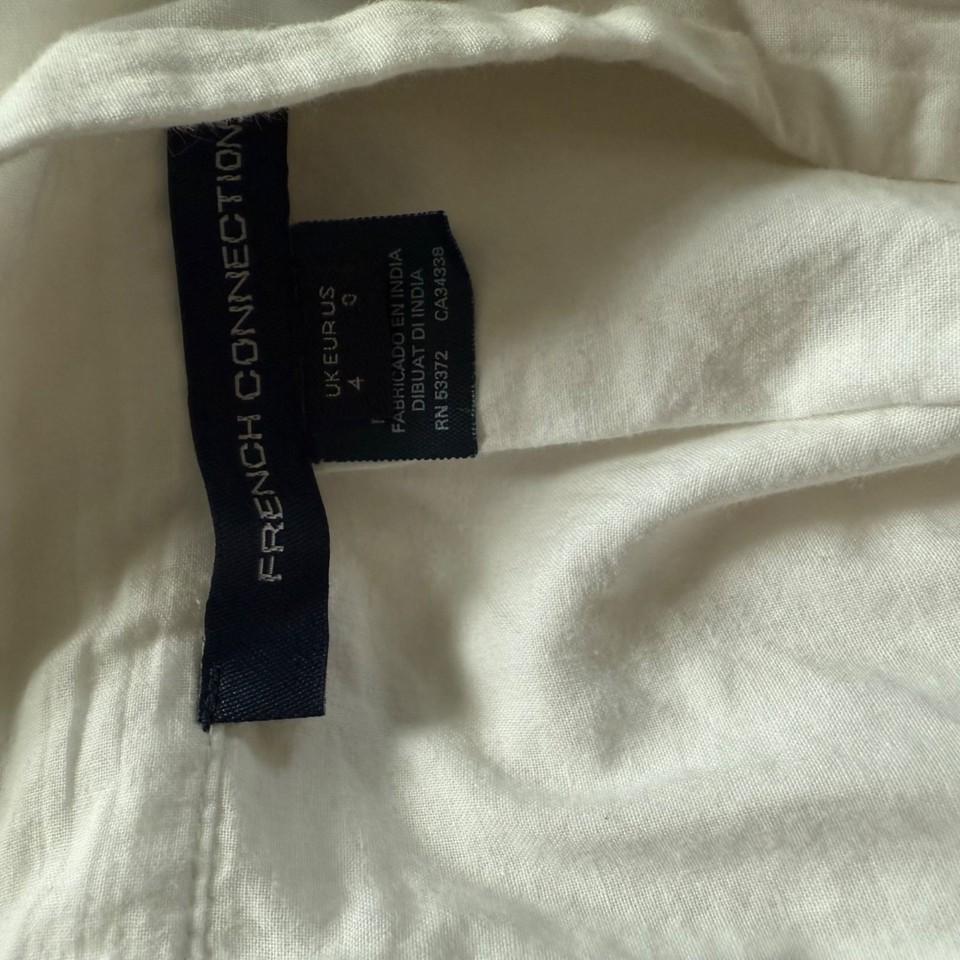 FRENCH CONNECTION
UK EUR US
4 0
FABRICADO EN INDIA
DIBUAT DI INDIA
RN 53372 CA34338